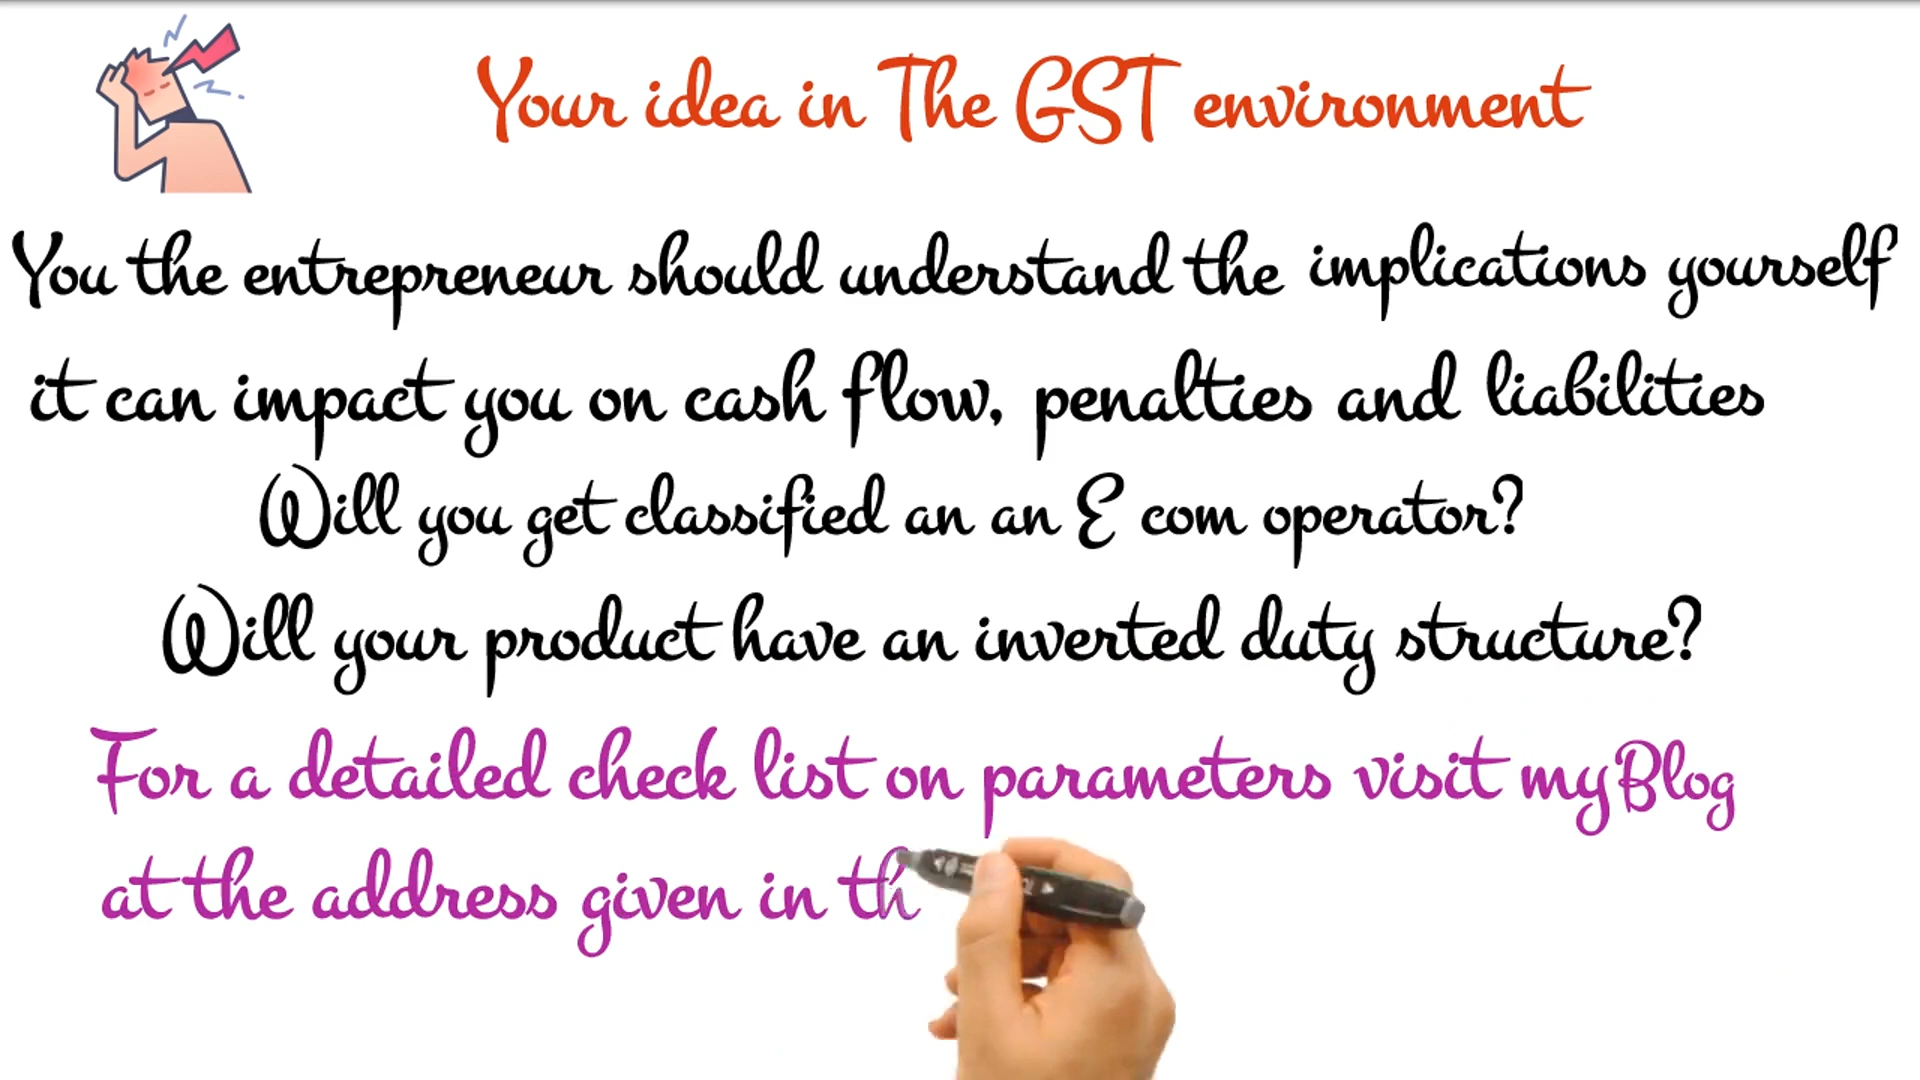 Your idea in The GST environment
You the entrepreneur should understand the implications yourself
it can impact you on cash flow, penalties and liabilities
Will you get classified an an E com operator?
Will your product have an inverted duty structure?
For a detailed check list on parameters visit my Blog
at the address given in th